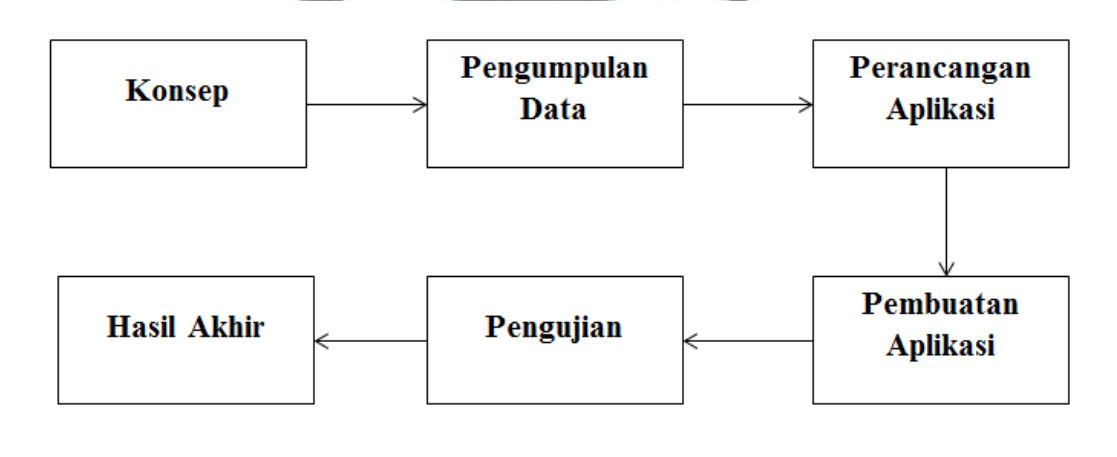 Konsep
Pengumpulan
Data
Perancangan
Aplikasi
Pembuatan
Aplikasi
Pengujian
Hasil Akhir